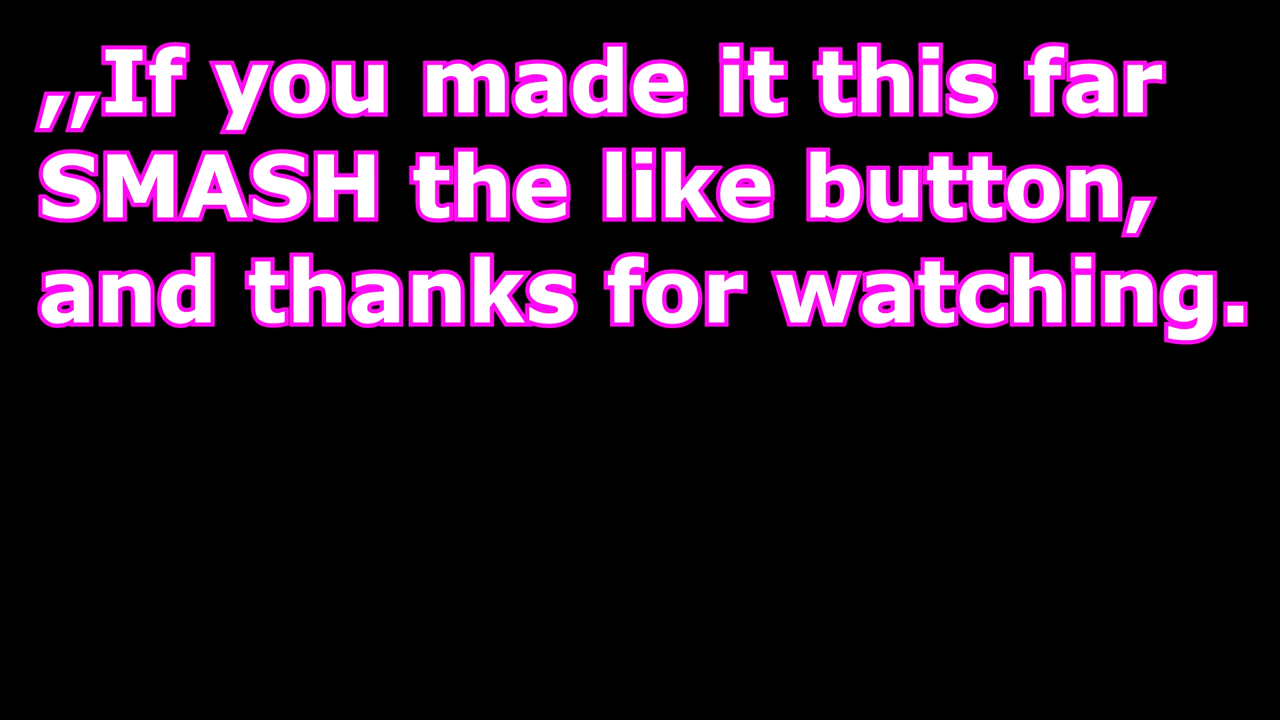 ,,If you made it this far
SMASH the like button,
and thanks for watching.